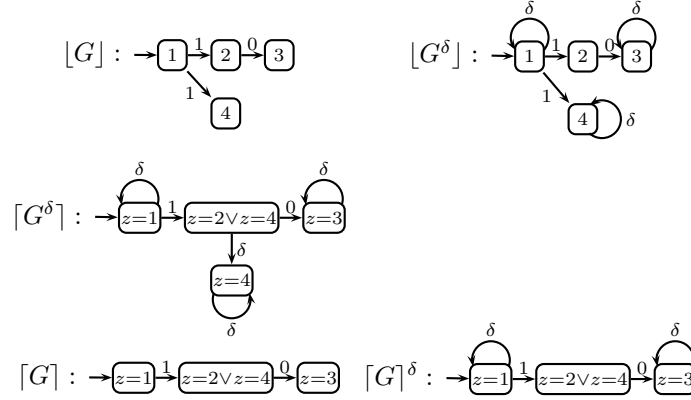 δ δ
⌊G⌋ : 1 1 2 0 3 ⌊G^δ⌋ : 1 1 2 0 3
1 4 1 4 δ
δ δ
⌈G^δ⌉ : z=1 1 z=2∨z=4 0 z=3
δ
z=4
δ
δ δ
⌈G⌉ : z=1 1 z=2∨z=4 0 z=3 ⌈G⌉^δ : z=1 1 z=2∨z=4 0 z=3